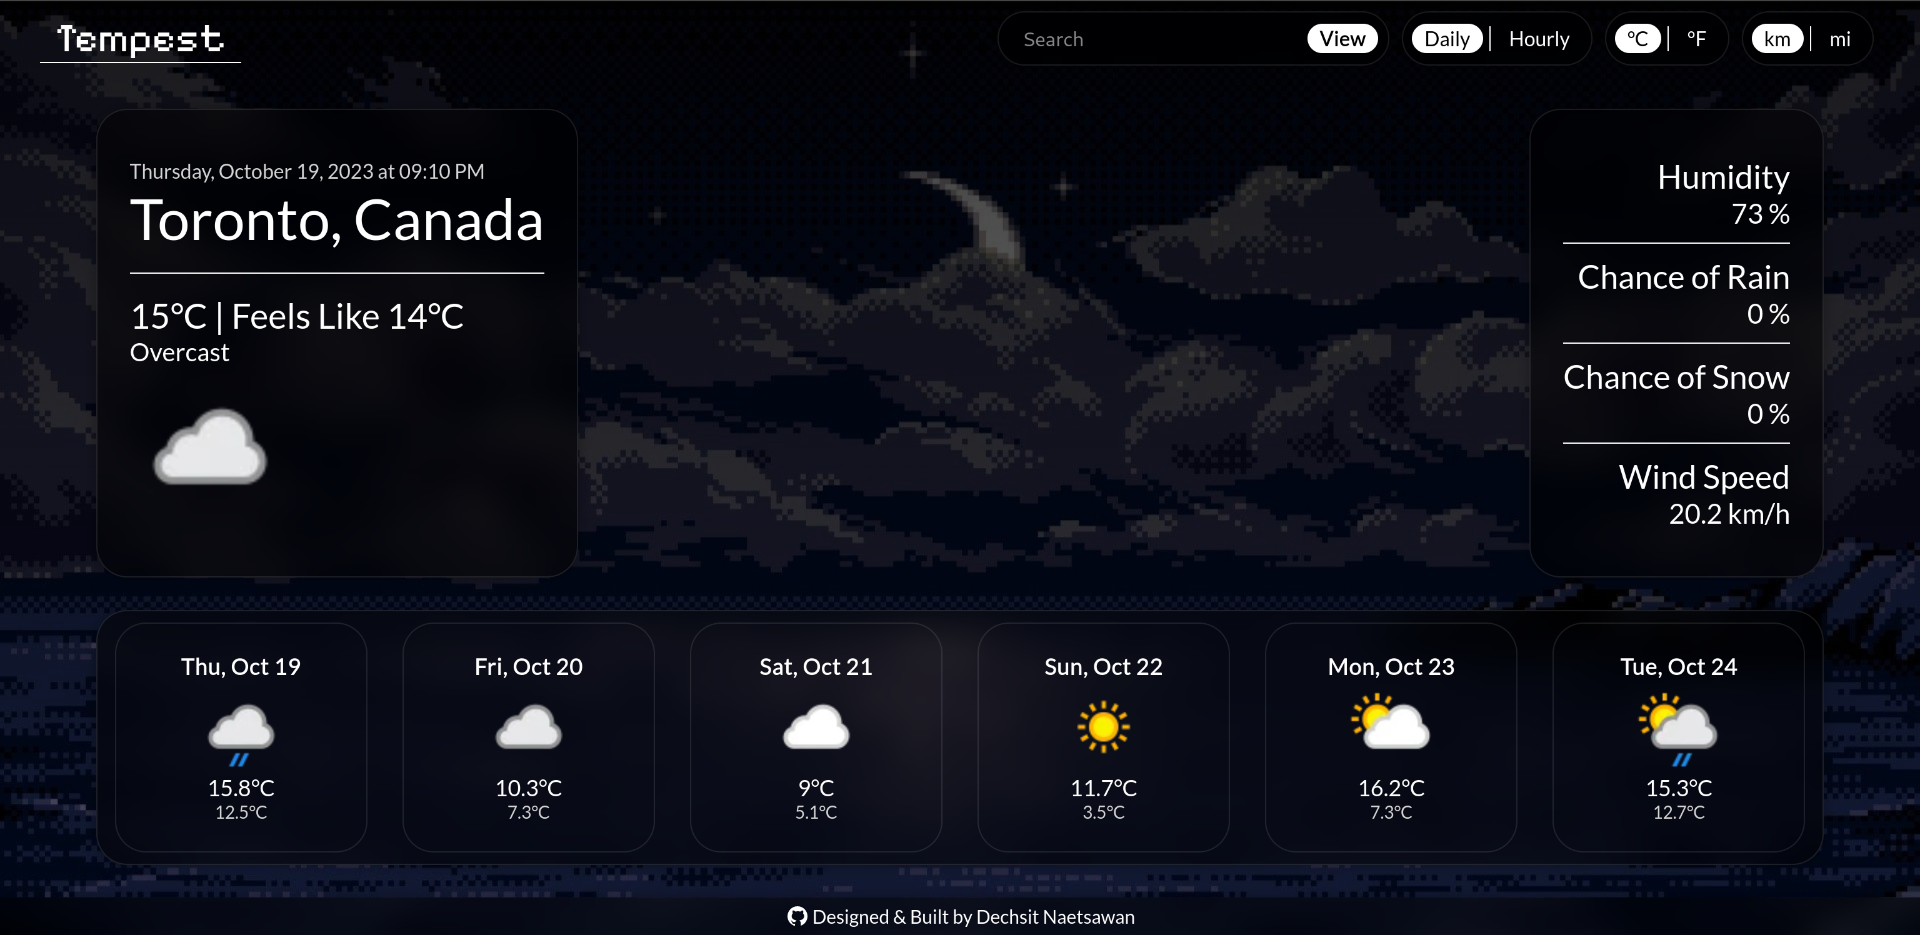 Tempest
Search View Daily | Hourly °C | °F km | mi
Thursday, October 19, 2023 at 09:10 PM
Toronto, Canada
15°C | Feels Like 14°C
Overcast
Humidity
73 %
Chance of Rain
0 %
Chance of Snow
0 %
Wind Speed
20.2 km/h
Thu, Oct 19
15.8°C
12.5°C
Fri, Oct 20
10.3°C
7.3°C
Sat, Oct 21
9°C
5.1°C
Sun, Oct 22
11.7°C
3.5°C
Mon, Oct 23
16.2°C
7.3°C
Tue, Oct 24
15.3°C
12.7°C
Designed & Built by Dechsit Naetsawan